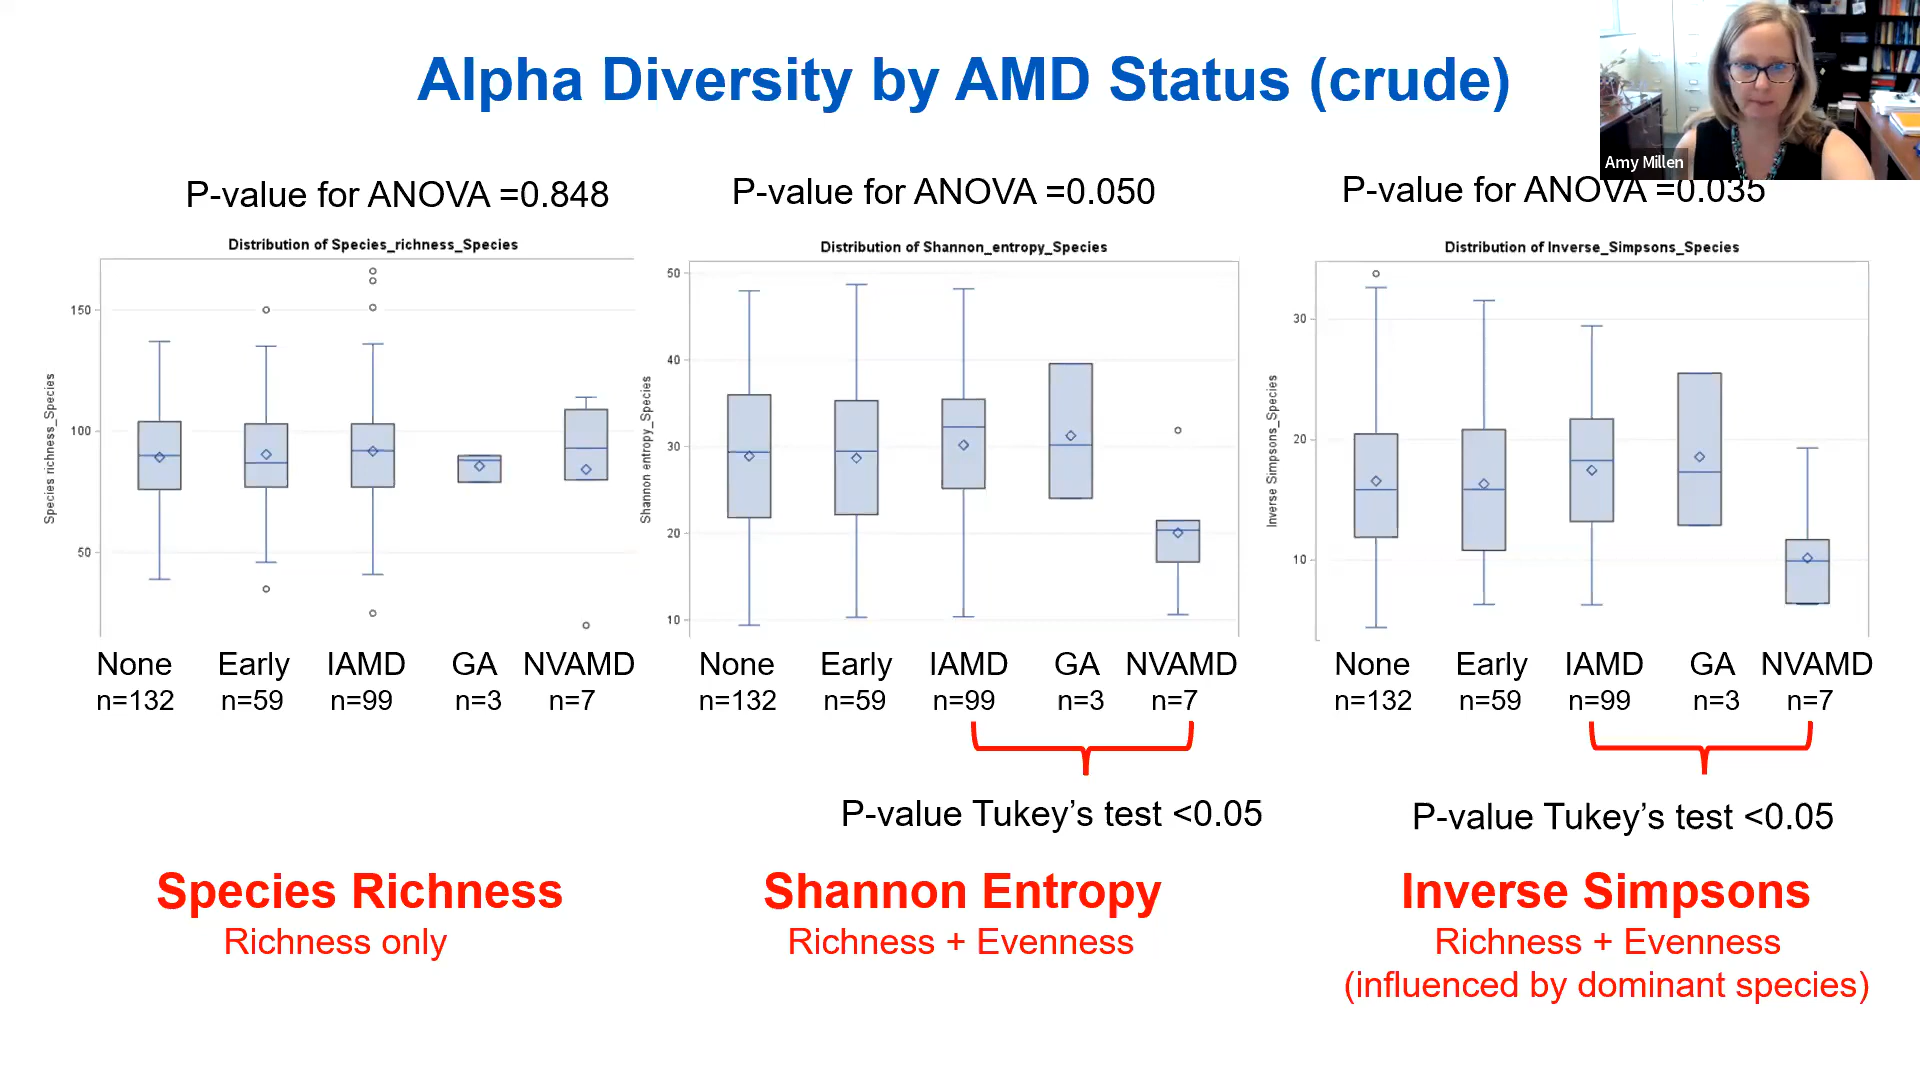 Alpha Diversity by AMD Status (crude)
Amy Millen
P-value for ANOVA =0.848
P-value for ANOVA =0.050
P-value for ANOVA =0.035
Distribution of Species_richness_Species
Species richness_Species
150
100
50
None Early IAMD GA NVAMD
n=132 n=59 n=99 n=3 n=7
Distribution of Shannon_entropy_Species
Shannon entropy_Species
50
40
30
20
10
None Early IAMD GA NVAMD
n=132 n=59 n=99 n=3 n=7
Distribution of Inverse_Simpsons_Species
Inverse Simpsons_Species
30
20
10
None Early IAMD GA NVAMD
n=132 n=59 n=99 n=3 n=7
P-value Tukey’s test <0.05
P-value Tukey’s test <0.05
Species Richness
Richness only
Shannon Entropy
Richness + Evenness
Inverse Simpsons
Richness + Evenness
(influenced by dominant species)